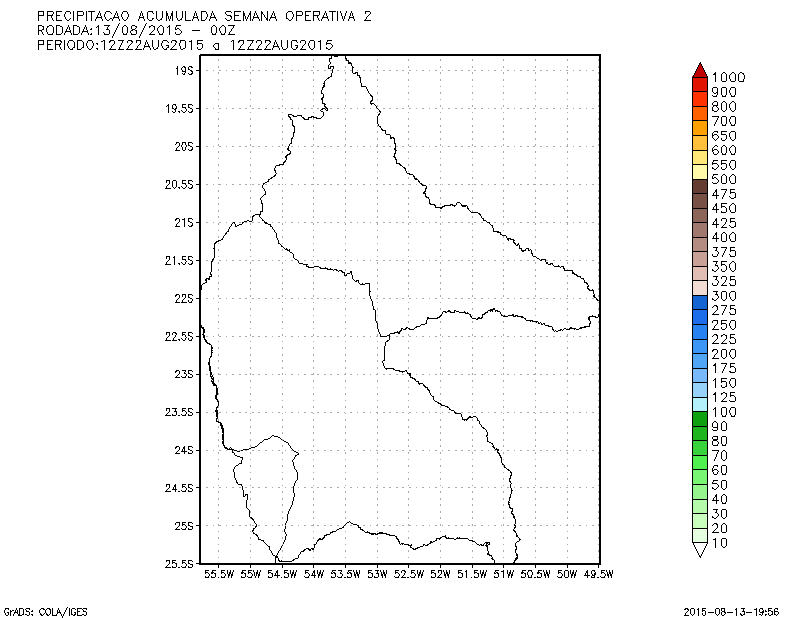 PRECIPITACAO ACUMULADA SEMANA OPERATIVA 2
RODADA:13/08/2015 - 00Z
PERIODO:12Z22AUG2015 a 12Z22AUG2015
19S
19.5S
20S
20.5S
21S
21.5S
22S
22.5S
23S
23.5S
24S
24.5S
25S
25.5S
55.5W 55W 54.5W 54W 53.5W 53W 52.5W 52W 51.5W 51W 50.5W 50W 49.5W
1000
900
800
700
650
600
550
500
475
450
425
400
375
350
325
300
275
250
225
200
175
150
125
100
90
80
70
60
50
40
30
20
10
GrADS: COLA/IGES
2015-08-13-19:56